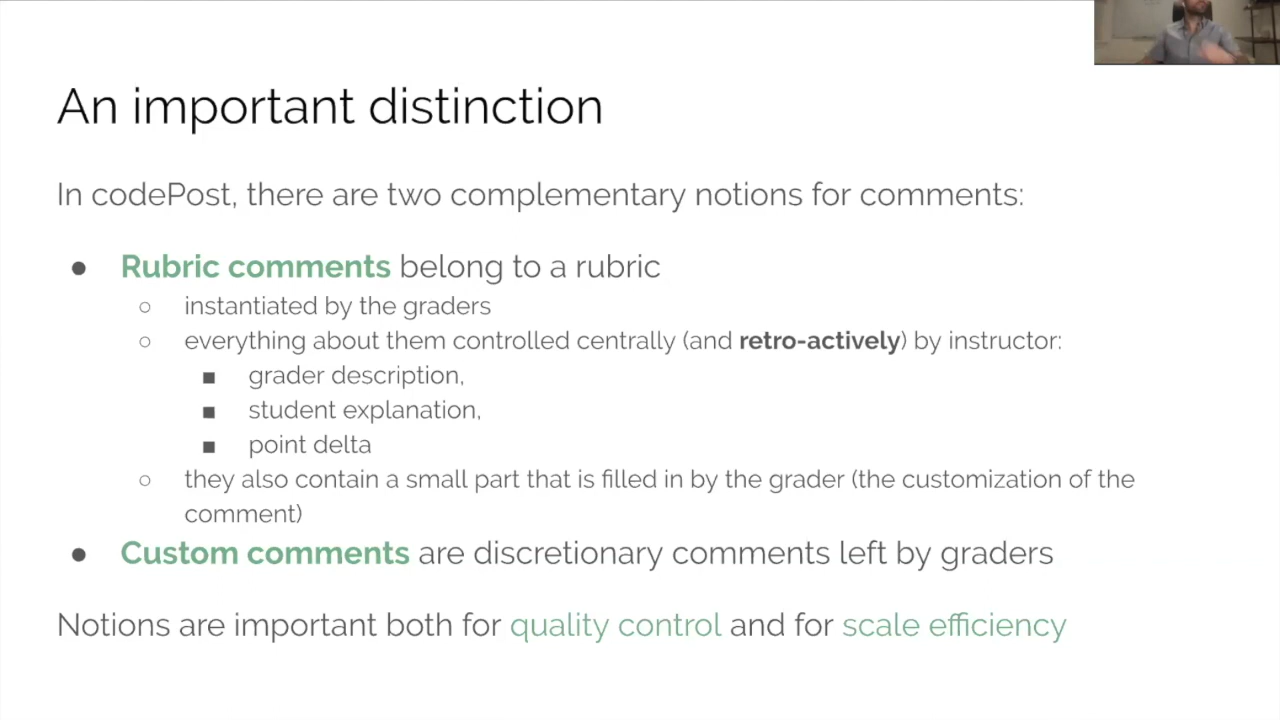 An important distinction
In codePost, there are two complementary notions for comments:
● Rubric comments belong to a rubric
○ instantiated by the graders
○ everything about them controlled centrally (and retro-actively) by instructor:
■ grader description,
■ student explanation,
■ point delta
○ they also contain a small part that is filled in by the grader (the customization of the
comment)
● Custom comments are discretionary comments left by graders
Notions are important both for quality control and for scale efficiency